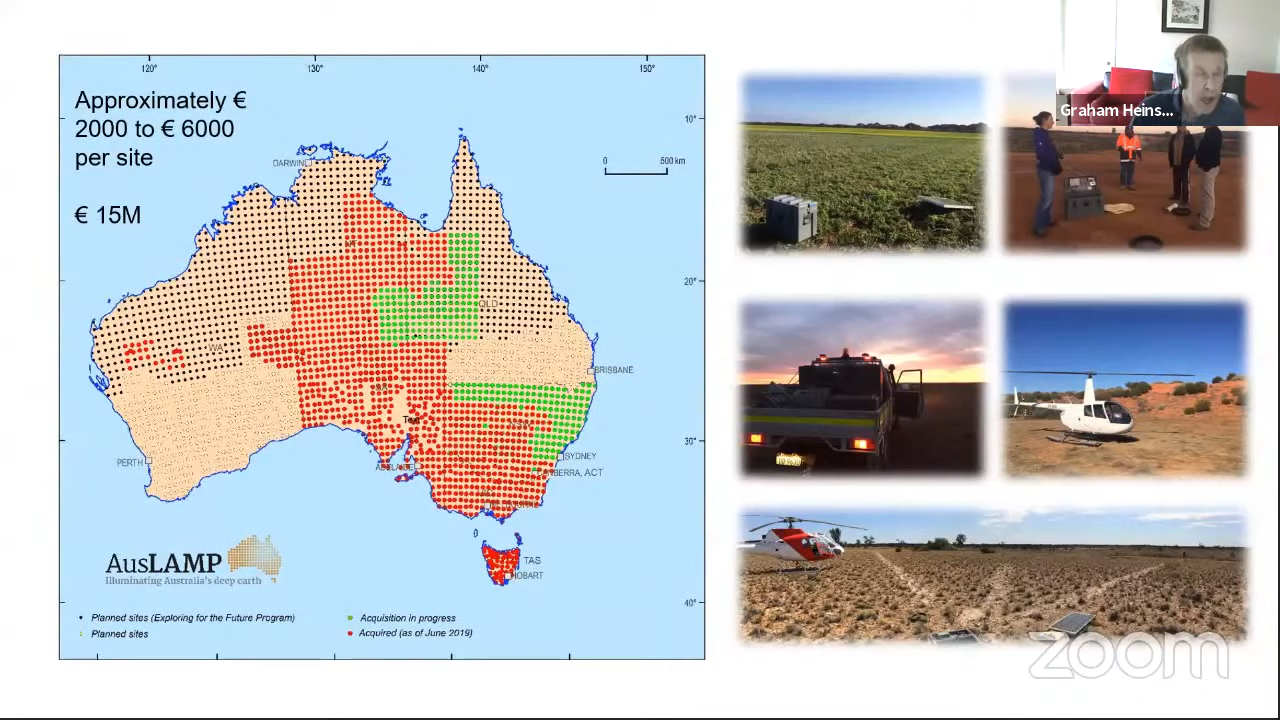 120°
130°
140°
150°
Approximately €
2000 to € 6000
per site
€ 15M
10°
0
500 km
DARWIN
20°
QLD
WA
BRISBANE
30°
SYDNEY
PERTH
ADELAIDE
CANBERRA, ACT
TAS
HOBART
AusLAMP
Illuminating Australia's deep earth
40°
Planned sites (Exploring for the Future Program)
Acquisition in progress
Planned sites
Acquired (as of June 2019)
Graham Heins...
zoom